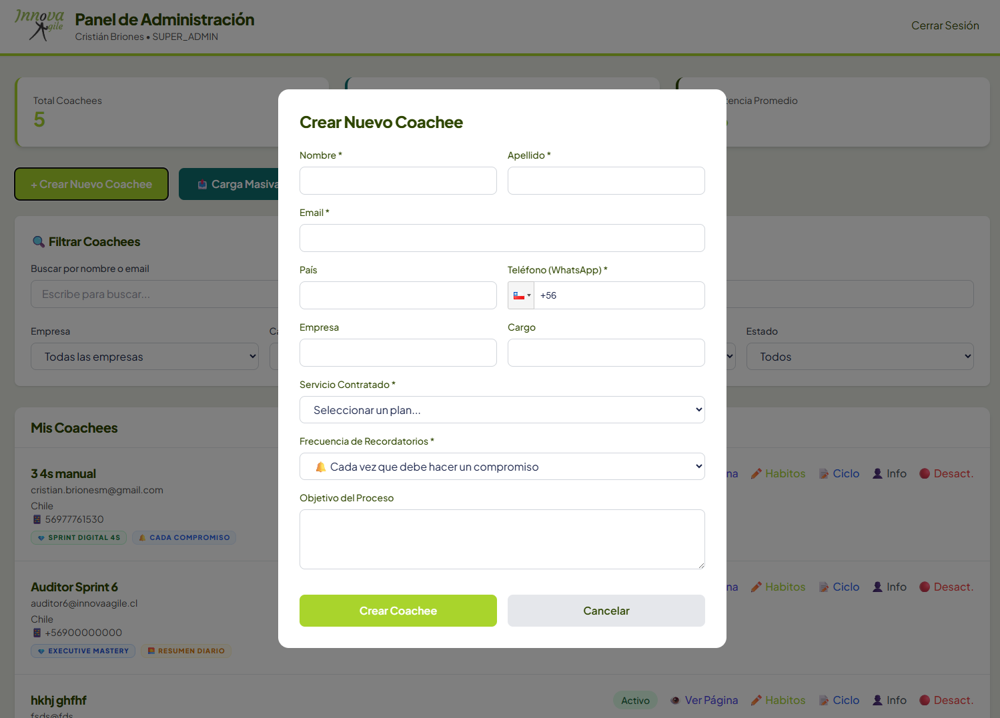 Innova
Agile
Panel de Administración
Cristián Briones • SUPER_ADMIN
Cerrar Sesión
Total Coachees
5
tencia Promedio
+ Crear Nuevo Coachee
Carga Masiva
Filtrar Coachees
Buscar por nombre o email
Escribe para buscar...
Empresa
Ca
Estado
Todas las empresas
Todos
Crear Nuevo Coachee
Nombre *
Apellido *
Email *
País
Teléfono (WhatsApp) *
+56
Empresa
Cargo
Servicio Contratado *
Seleccionar un plan...
Frecuencia de Recordatorios *
🔔 Cada vez que debe hacer un compromiso
Objetivo del Proceso
Crear Coachee
Cancelar
Mis Coachees
3 4s manual
cristian.brionesm@gmail.com
Chile
56977761530
SPRINT DIGITAL 4S
CADA COMPROMISO
na
Habitos
Ciclo
Info
Desact.
Auditor Sprint 6
auditor6@innovaagile.cl
Chile
+56900000000
EXECUTIVE MASTERY
RESUMEN DIARIO
na
Habitos
Ciclo
Info
Desact.
hkhj ghfhf
fsds@fds
Activo
Ver Página
Habitos
Ciclo
Info
Desact.